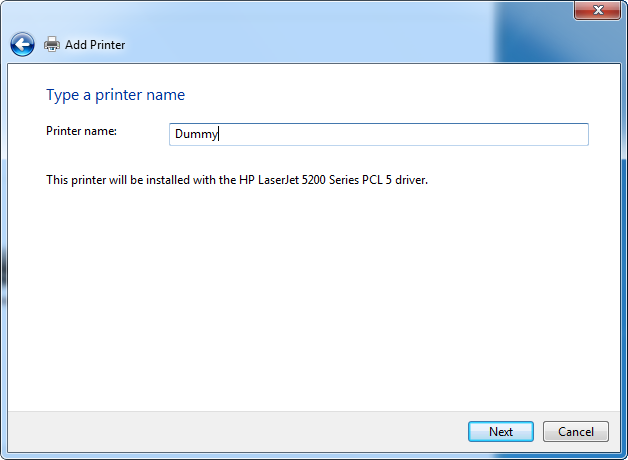 Add Printer
Type a printer name
Printer name: Dummy
This printer will be installed with the HP LaserJet 5200 Series PCL 5 driver.
Next Cancel